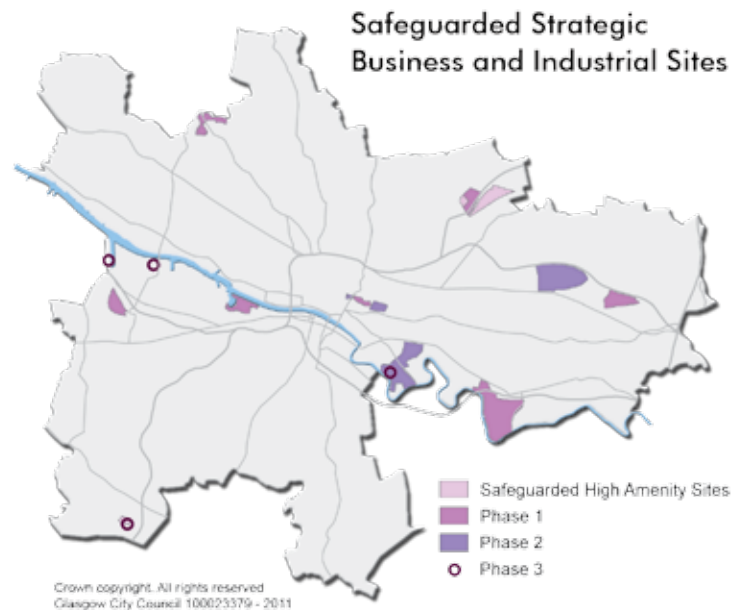 Safeguarded Strategic
Business and Industrial Sites
Safeguarded High Amenity Sites
Phase 1
Phase 2
Phase 3
Crown copyright. All rights reserved
Glasgow City Council 100023379 - 2011